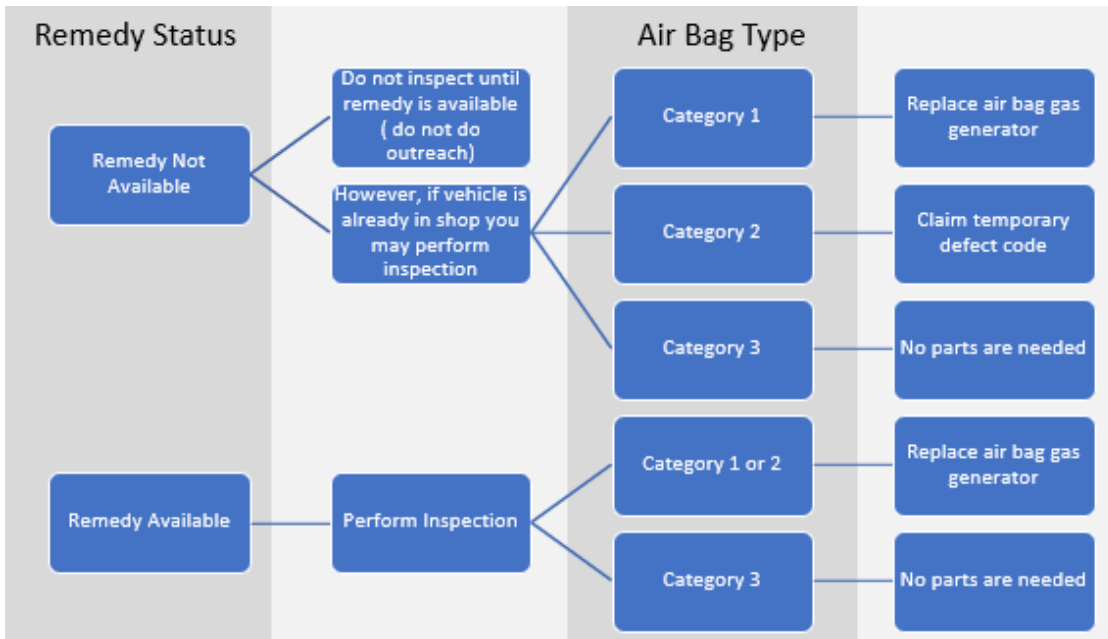 Remedy Status
Air Bag Type
Remedy Not
Available
Do not inspect until
remedy is available
( do not do
outreach)
However, if vehicle is
already in shop you
may perform
inspection
Category 1
Replace air bag gas
generator
Category 2
Claim temporary
defect code
Category 3
No parts are needed
Remedy Available
Perform Inspection
Category 1 or 2
Replace air bag gas
generator
Category 3
No parts are needed